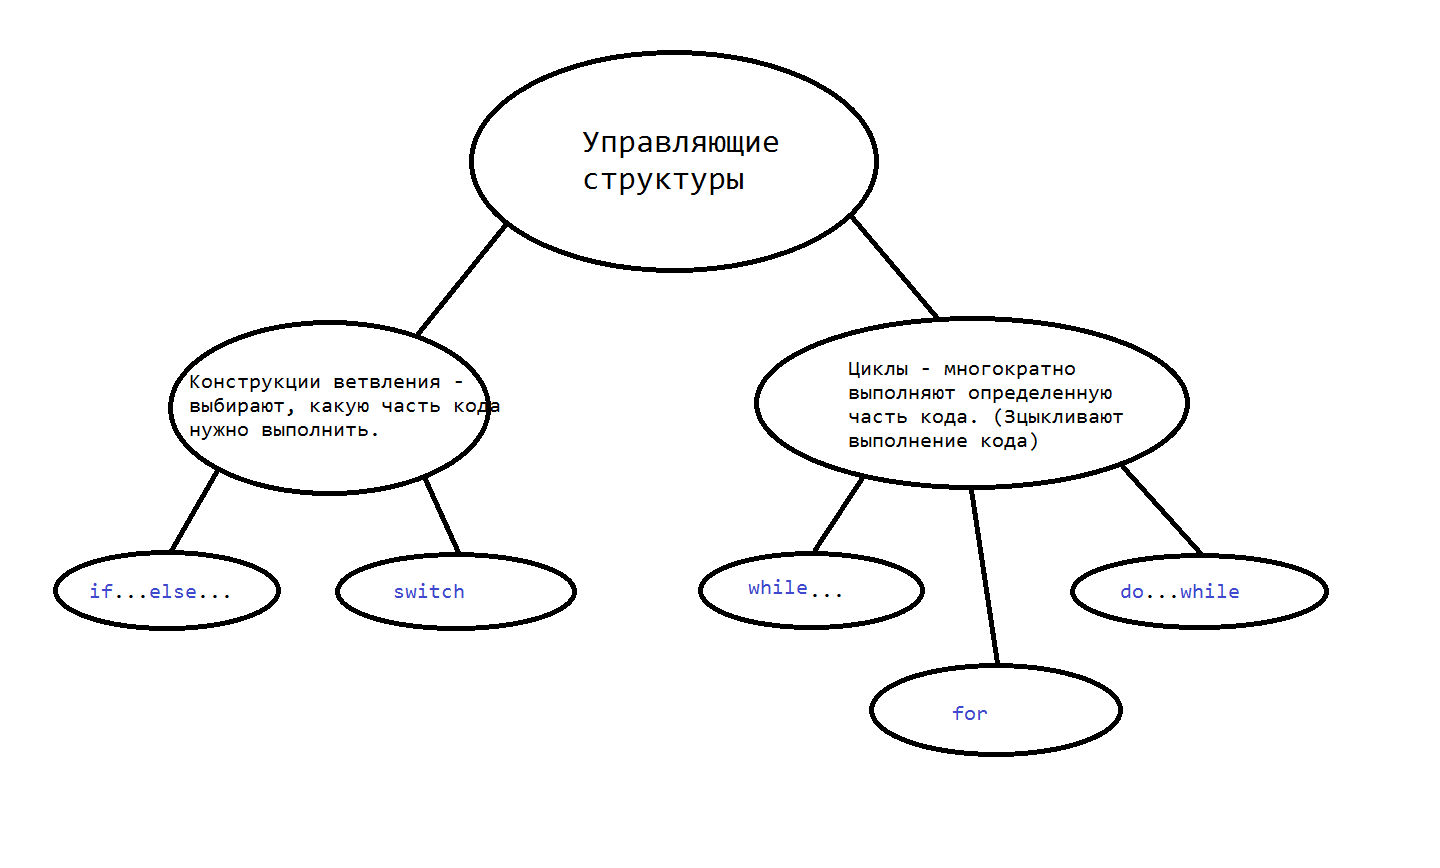 Управляющие
структуры
Конструкции ветвления -
выбирают, какую часть кода
нужно выполнить.
Циклы - многократно
выполняют определенную
часть кода. (Зцыкливают
выполнение кода)
if...else...
switch
while...
do...while
for